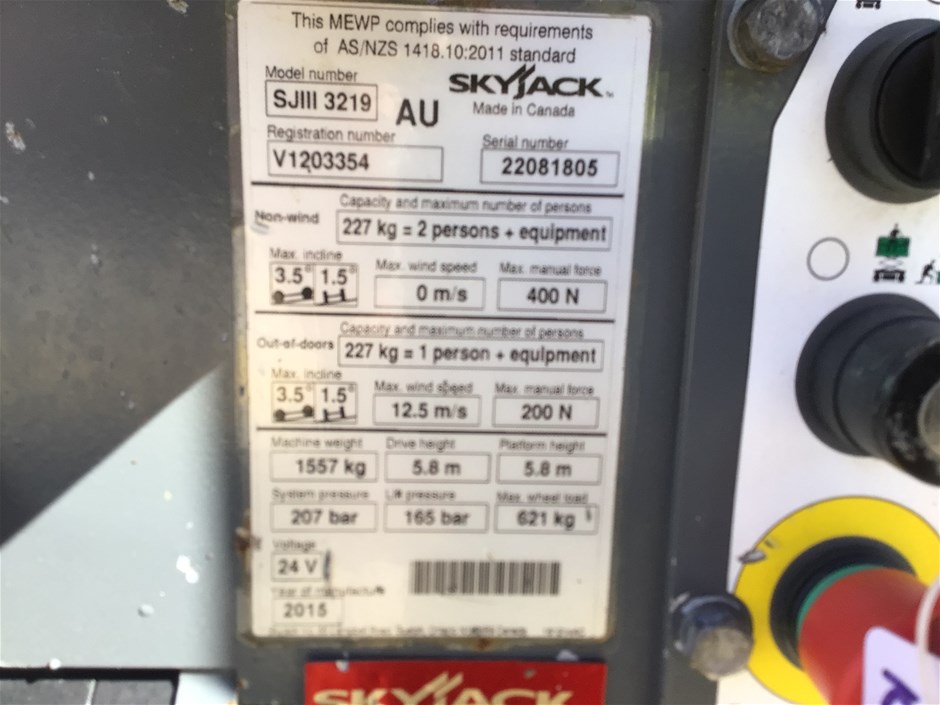 This MEWP complies with requirements
of AS/NZS 1418.10:2011 standard
Model number
SJIII 3219
AU
SKYJACK
Made in Canada
Registration number
V1203354
Serial number
22081805
Non-wind
Capacity and maximum number of persons
227 kg = 2 persons + equipment
Max. incline
3.5° 1.5°
Max. wind speed
0 m/s
Max. manual force
400 N
Out-of-doors
Capacity and maximum number of persons
227 kg = 1 person + equipment
Max. incline
3.5° 1.5°
Max. wind speed
12.5 m/s
Max. manual force
200 N
Machine weight
1557 kg
Drive height
5.8 m
Platform height
5.8 m
System pressure
207 bar
Lift pressure
165 bar
Max. wheel load
621 kg
Voltage
24 V
Year of manufacture
2015
SKYJACK